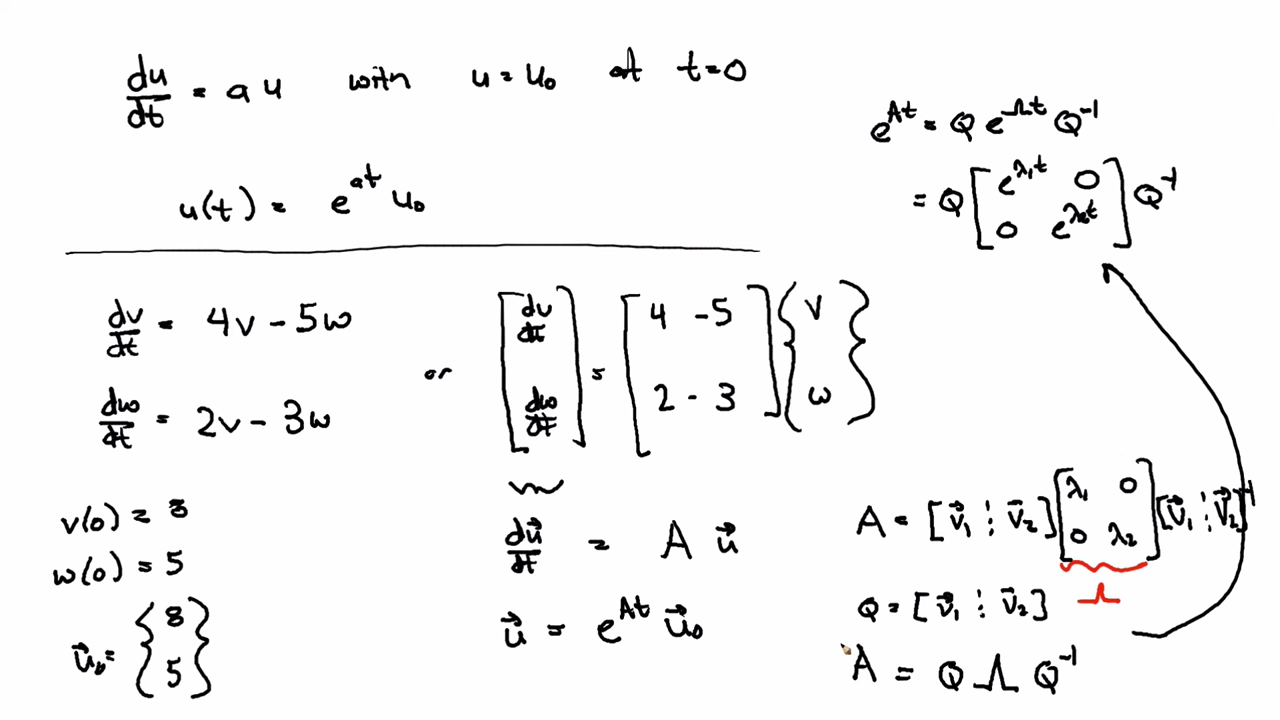 du/dt = a u with u = u₀ at t=0
u(t) = e^{at} u₀
e^{At} = Q e^{Λt} Q⁻¹
= Q [ e^{λ₁t} 0 ; 0 e^{λ₂t} ] Q⁻¹
dv/dt = 4v - 5w
dw/dt = 2v - 3w
or [ dv/dt ; dw/dt ] = [ 4 -5 ; 2 -3 ] { v ; w }
v(0) = 8
w(0) = 5
u⃗₀ = { 8 ; 5 }
du⃗/dt = A u⃗
u⃗ = e^{At} u⃗₀
A = [ v⃗₁ ⋮ v⃗₂ ] [ λ₁ 0 ; 0 λ₂ ] [ v⃗₁ ⋮ v⃗₂ ]⁻¹
Λ
Q = [ v⃗₁ ⋮ v⃗₂ ]
A = Q Λ Q⁻¹